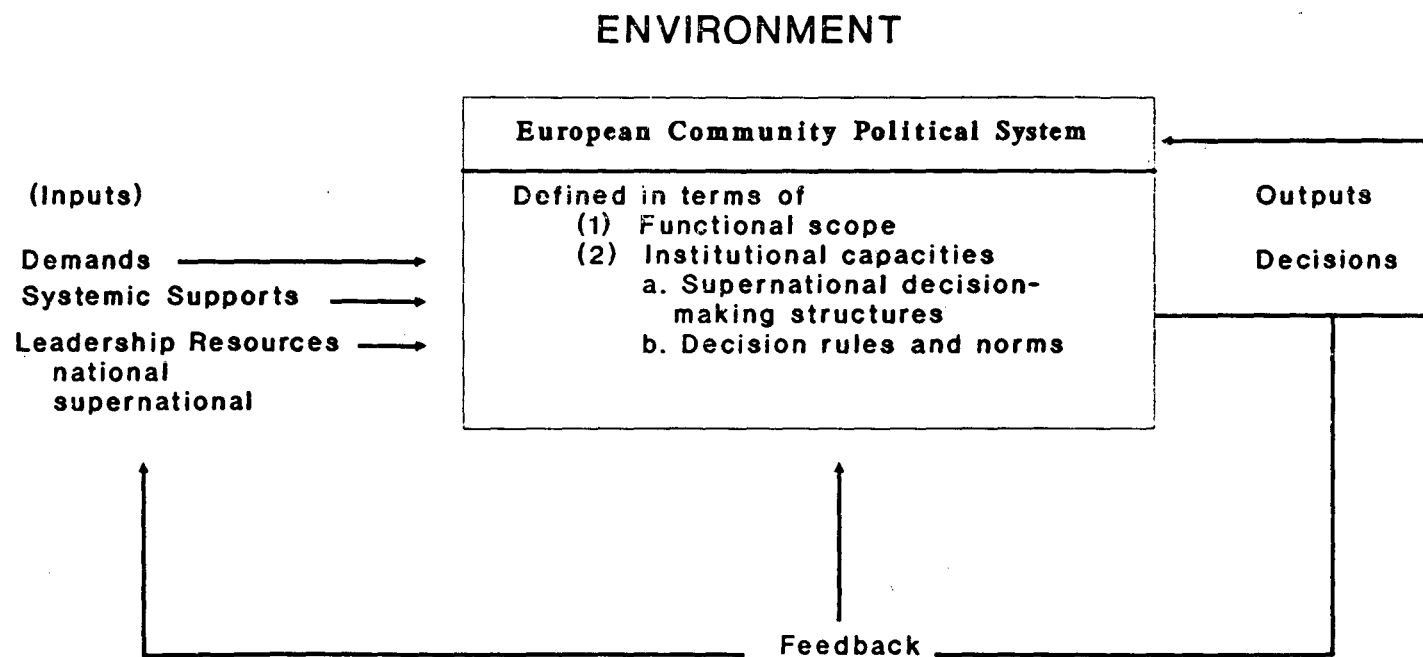 ENVIRONMENT
European Community Political System
(Inputs)
Demands
Systemic Supports
Leadership Resources
national
supernational
Defined in terms of
(1) Functional scope
(2) Institutional capacities
a. Supernational decision-
making structures
b. Decision rules and norms
Outputs
Decisions
Feedback